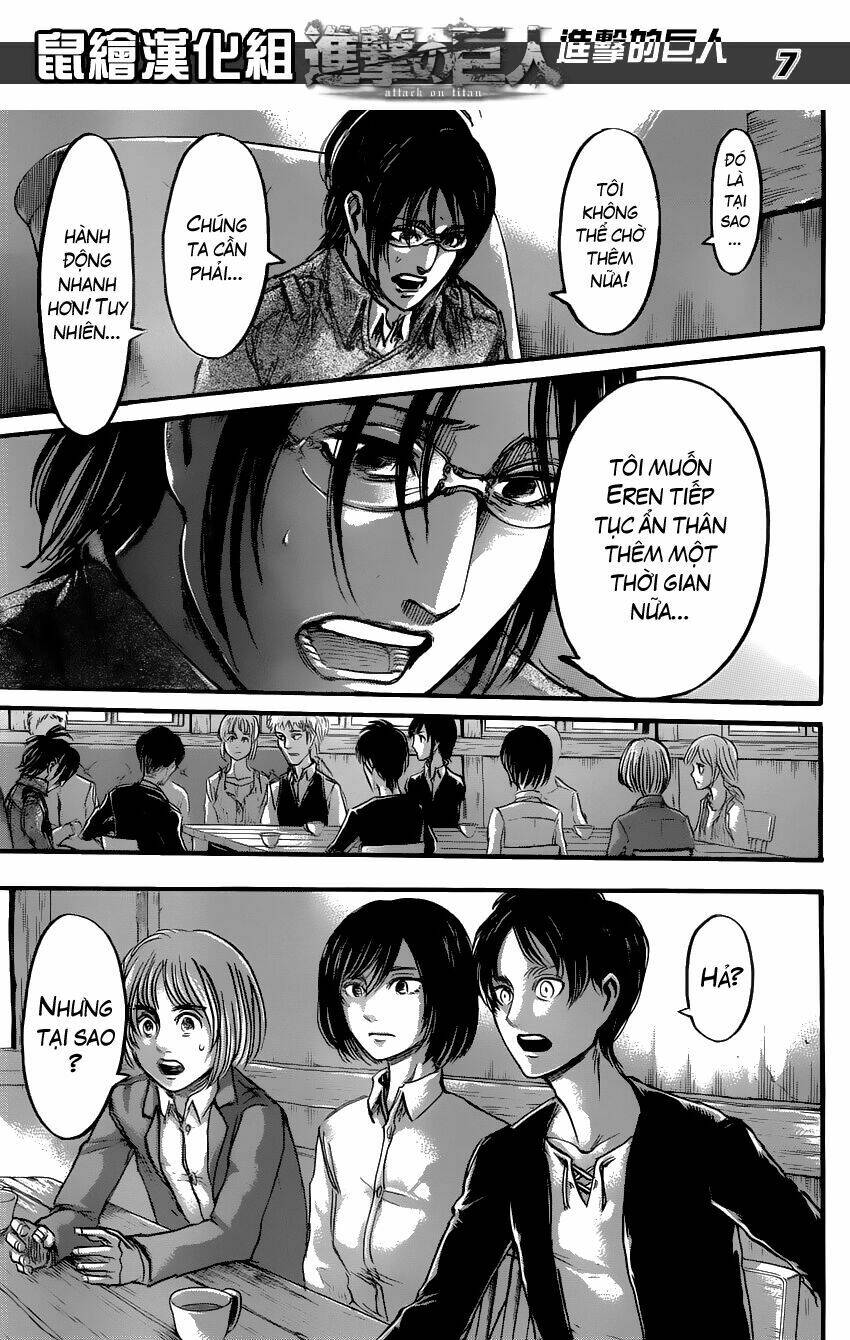 鼠繪漢化組
進撃の巨人
attack on titan
進擊的巨人
7
ĐÓ
LÀ TẠI
SAO
...
TÔI
KHÔNG
THỂ CHỜ
THÊM
NỮA!
CHÚNG
TA CẦN
PHẢI...
HÀNH
ĐỘNG
NHANH
HƠN! TUY
NHIÊN...
TÔI MUỐN
EREN TIẾP
TỤC ẨN THÂN
THÊM MỘT
THỜI GIAN
NỮA...
HẢ?
NHƯNG
TẠI SAO
?